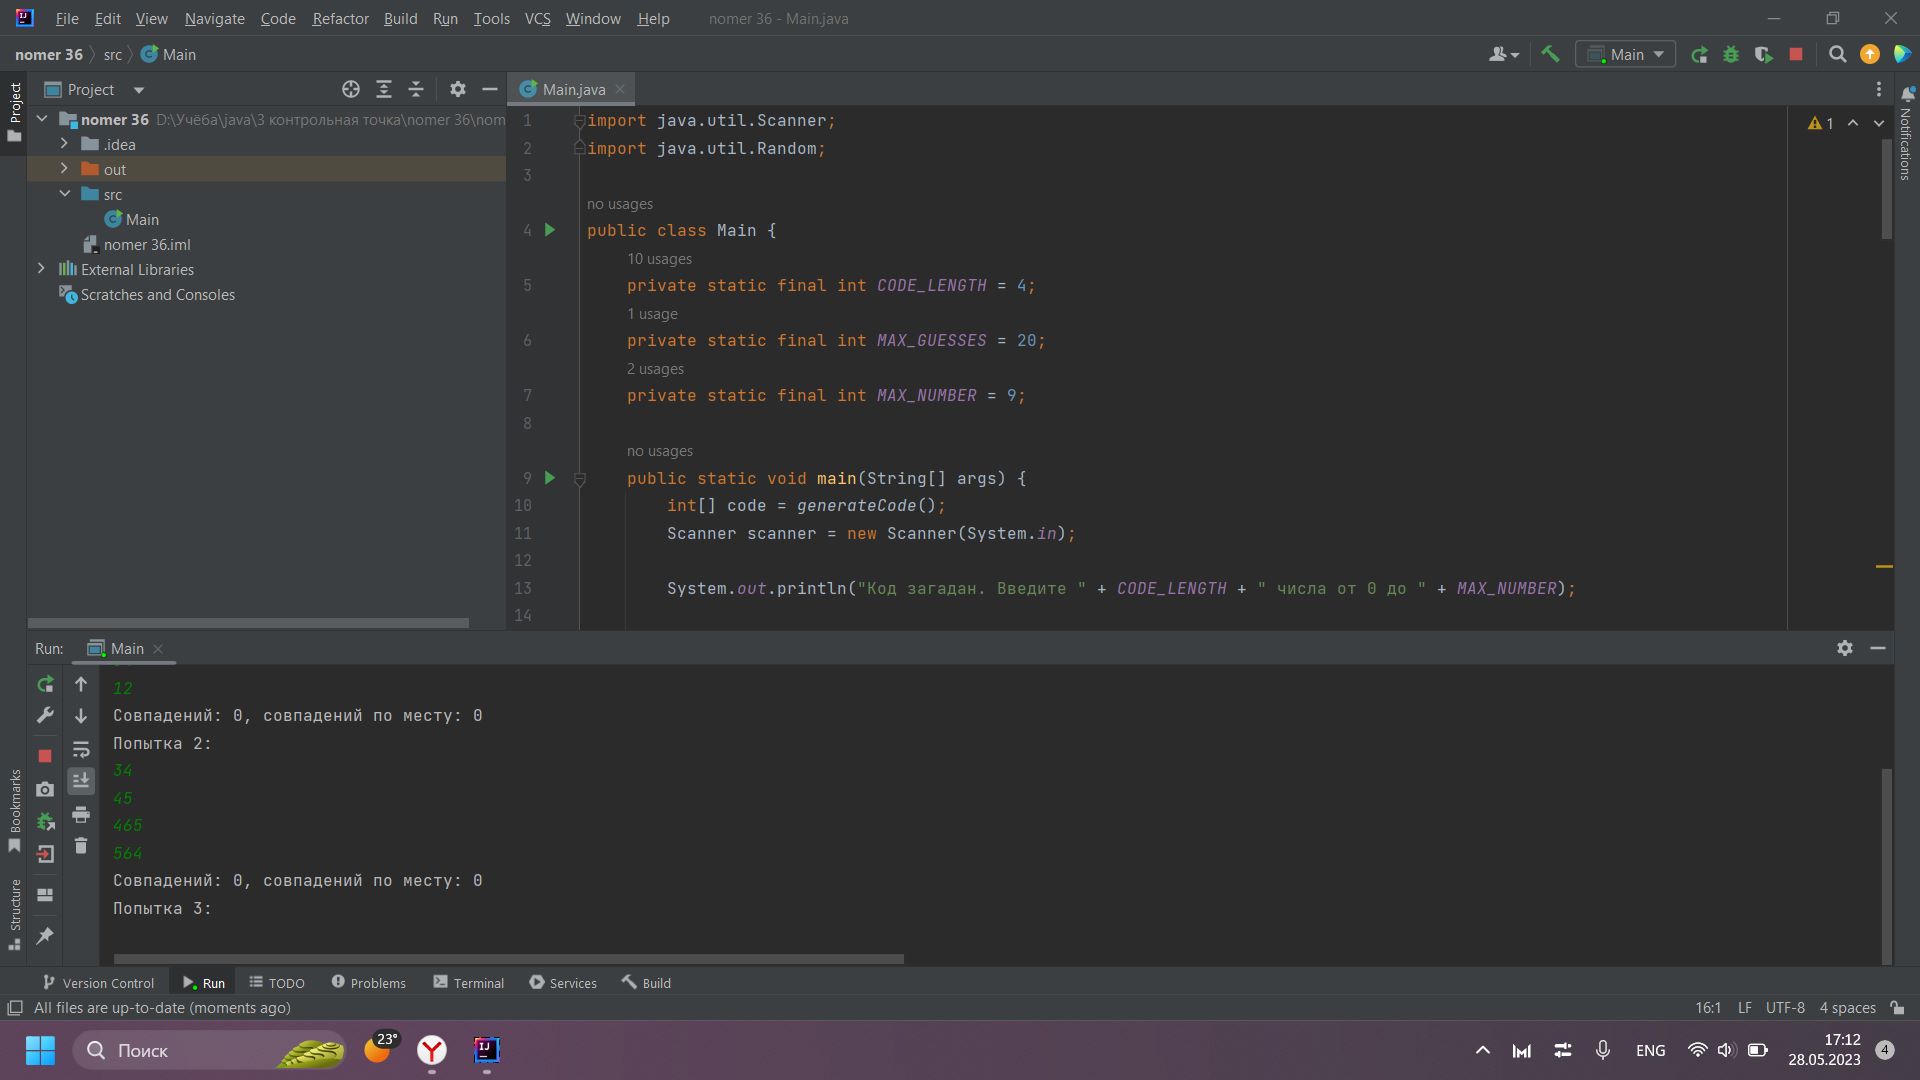 File Edit View Navigate Code Refactor Build Run Tools VCS Window Help nomer 36 - Main.java
nomer 36 src Main
Main
Project
Project
nomer 36 D:\Учёба\java\3 контрольная точка\nomer 36\nom
.idea
out
src
Main
nomer 36.iml
External Libraries
Scratches and Consoles
Main.java
1 import java.util.Scanner;
2 import java.util.Random;
3
no usages
4 public class Main {
10 usages
5 private static final int CODE_LENGTH = 4;
1 usage
6 private static final int MAX_GUESSES = 20;
2 usages
7 private static final int MAX_NUMBER = 9;
8
no usages
9 public static void main(String[] args) {
10 int[] code = generateCode();
11 Scanner scanner = new Scanner(System.in);
12
13 System.out.println("Код загадан. Введите " + CODE_LENGTH + " числа от 0 до " + MAX_NUMBER);
14
1
Notifications
Run: Main
12
Совпадений: 0, совпадений по месту: 0
Попытка 2:
34
45
465
564
Совпадений: 0, совпадений по месту: 0
Попытка 3:
Bookmarks
Structure
Version Control Run TODO Problems Terminal Services Build
All files are up-to-date (moments ago) 16:1 LF UTF-8 4 spaces
Поиск
23°
ENG
17:12
28.05.2023
4